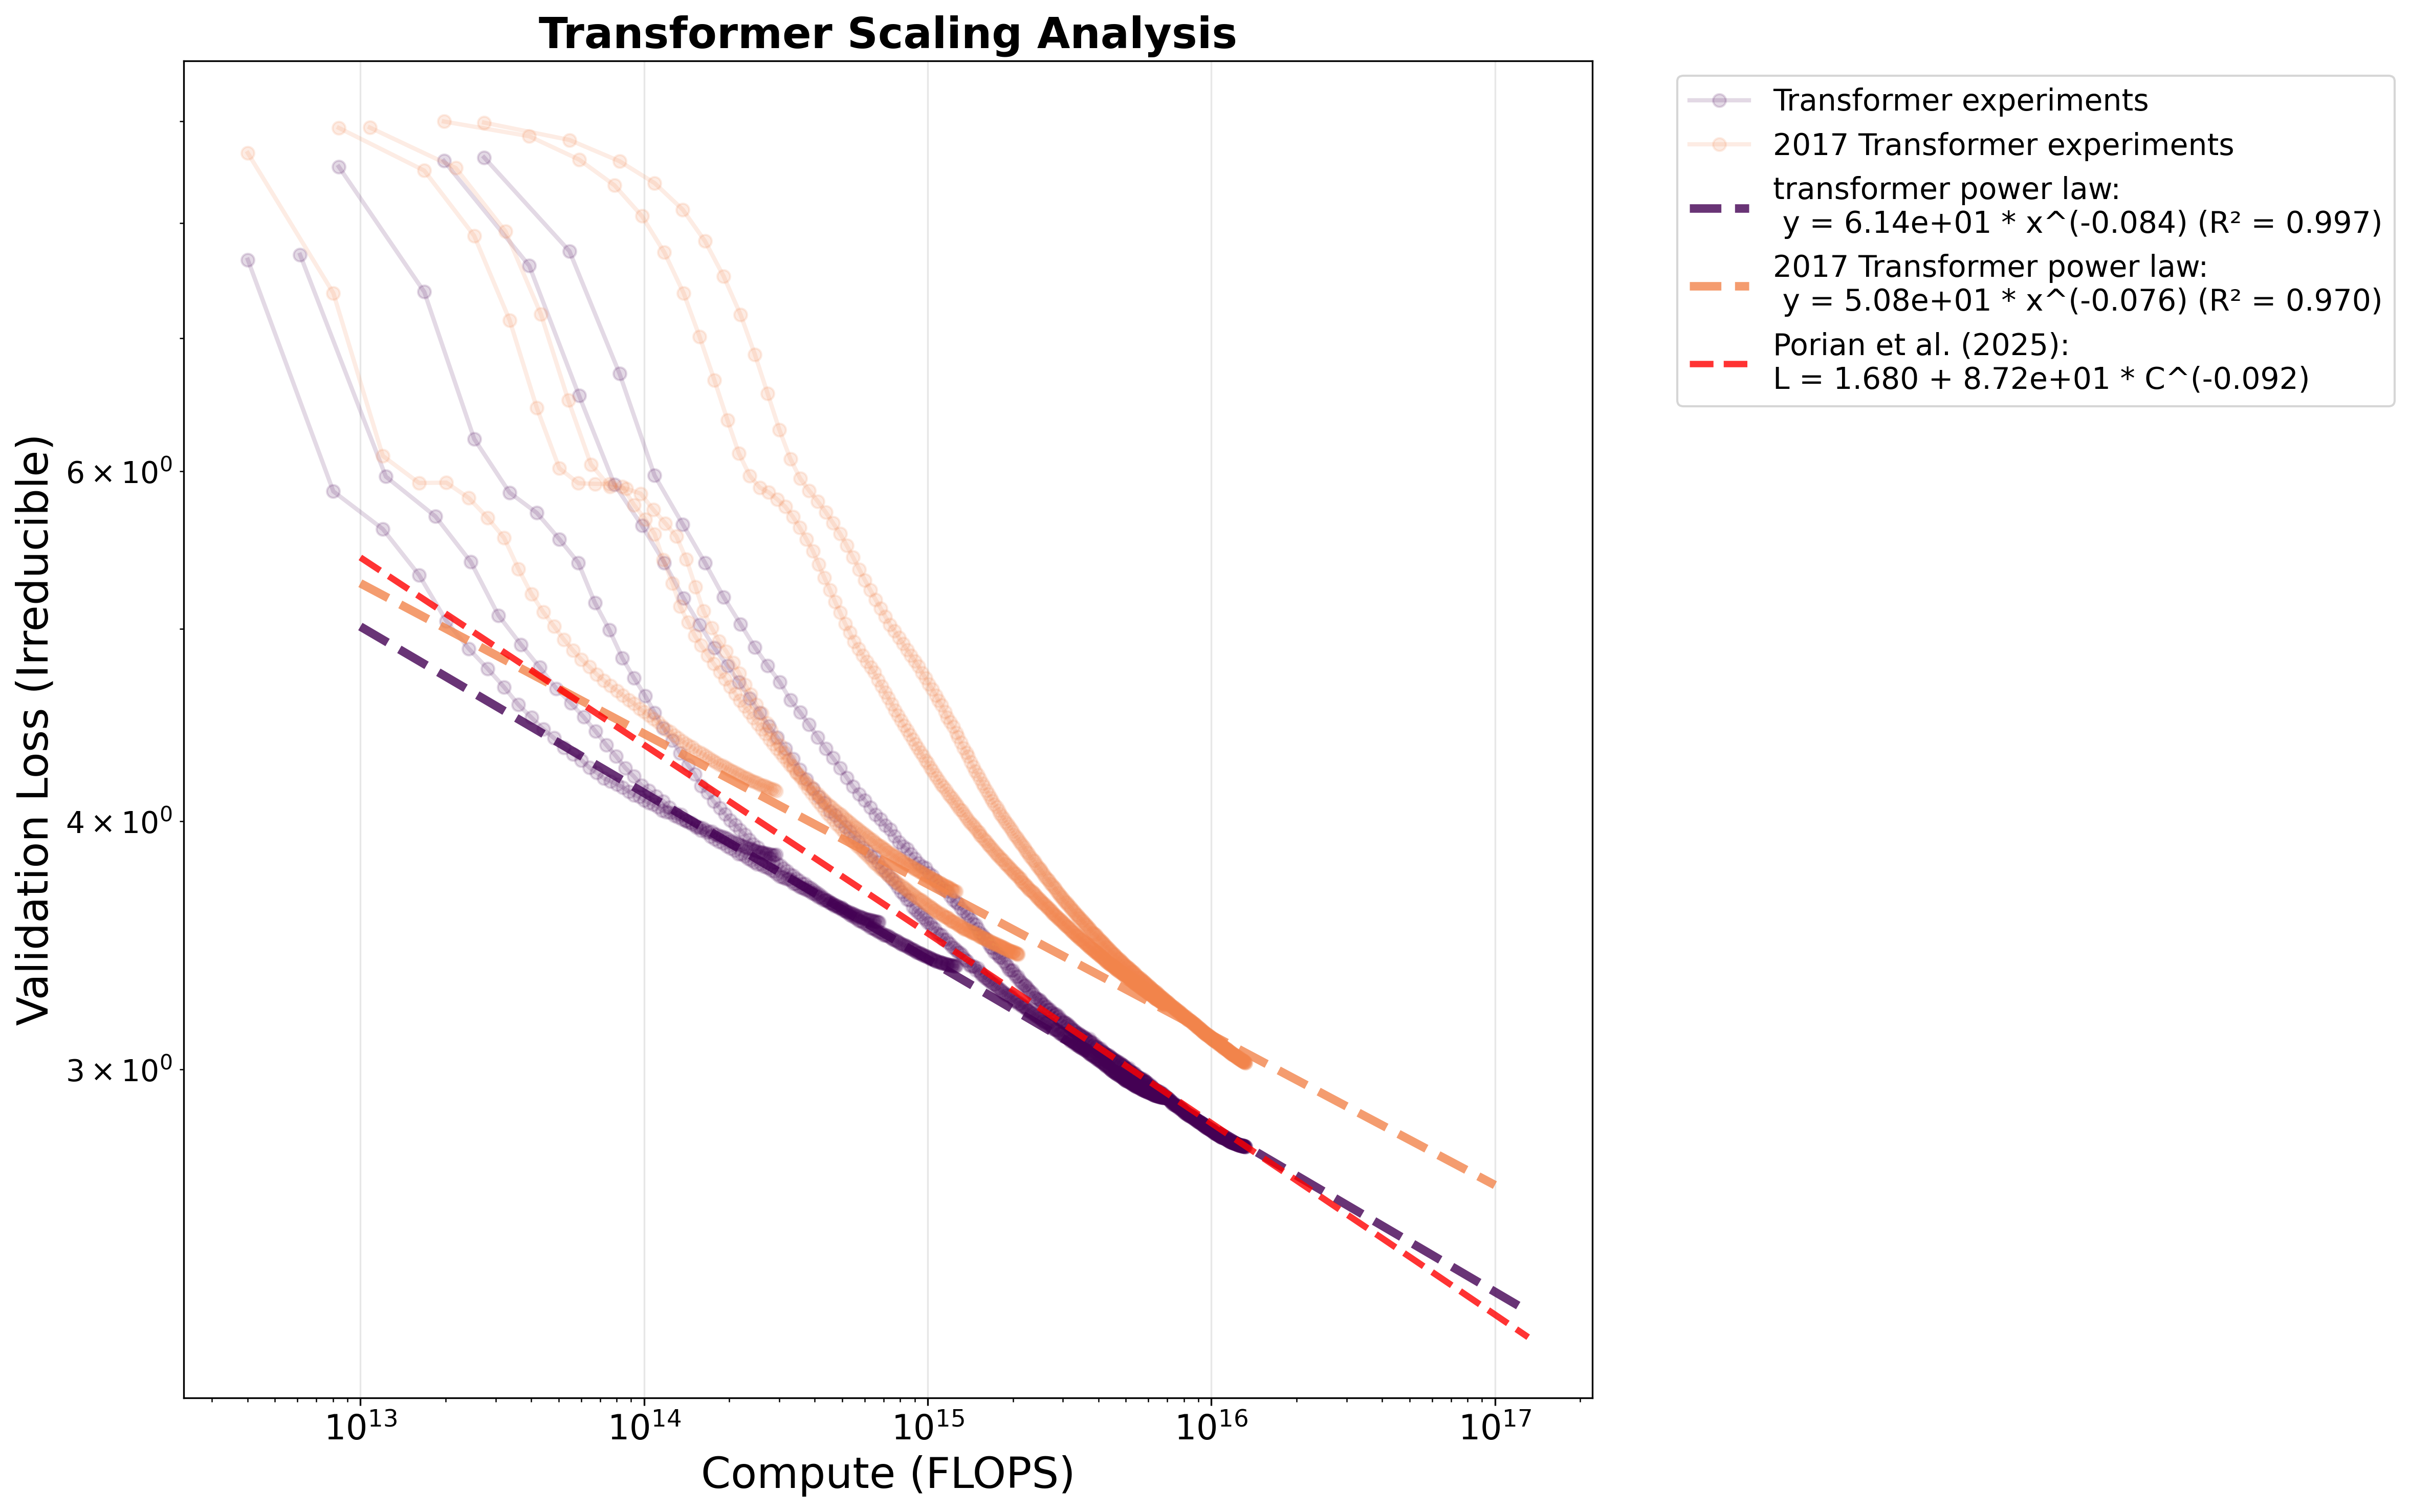 Transformer Scaling Analysis
Validation Loss (Irreducible)
6 × 10⁰
4 × 10⁰
3 × 10⁰
10¹³
10¹⁴
10¹⁵
10¹⁶
10¹⁷
Compute (FLOPS)
Transformer experiments
2017 Transformer experiments
transformer power law:
y = 6.14e+01 * x^(-0.084) (R² = 0.997)
2017 Transformer power law:
y = 5.08e+01 * x^(-0.076) (R² = 0.970)
Porian et al. (2025):
L = 1.680 + 8.72e+01 * C^(-0.092)